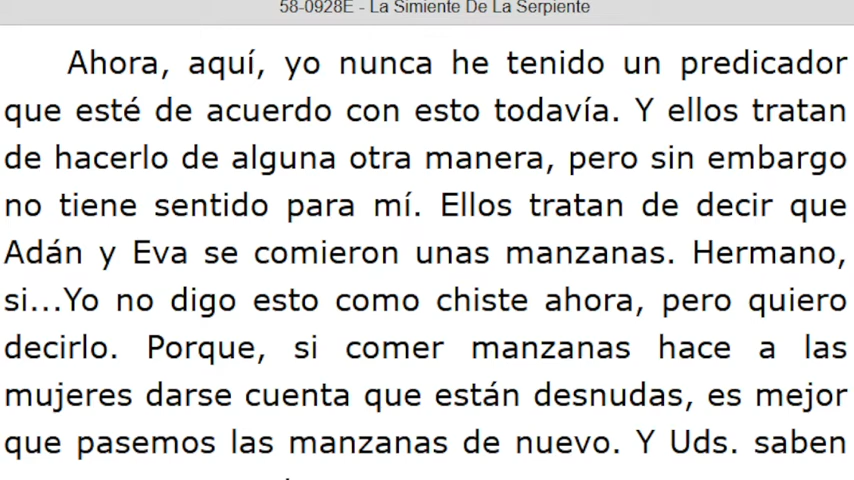 58-0928E - La Simiente De La Serpiente
Ahora, aquí, yo nunca he tenido un predicador
que esté de acuerdo con esto todavía. Y ellos tratan
de hacerlo de alguna otra manera, pero sin embargo
no tiene sentido para mí. Ellos tratan de decir que
Adán y Eva se comieron unas manzanas. Hermano,
si...Yo no digo esto como chiste ahora, pero quiero
decirlo. Porque, si comer manzanas hace a las
mujeres darse cuenta que están desnudas, es mejor
que pasemos las manzanas de nuevo. Y Uds. saben